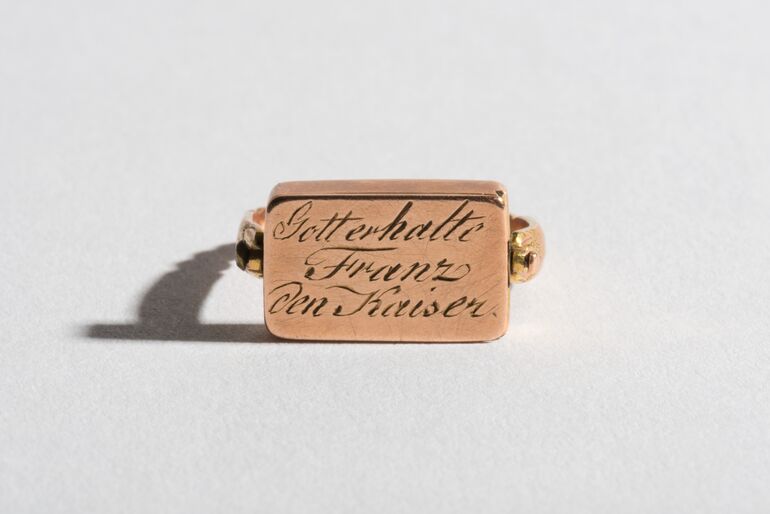 Gott erhalte
Franz
den Kaiser.